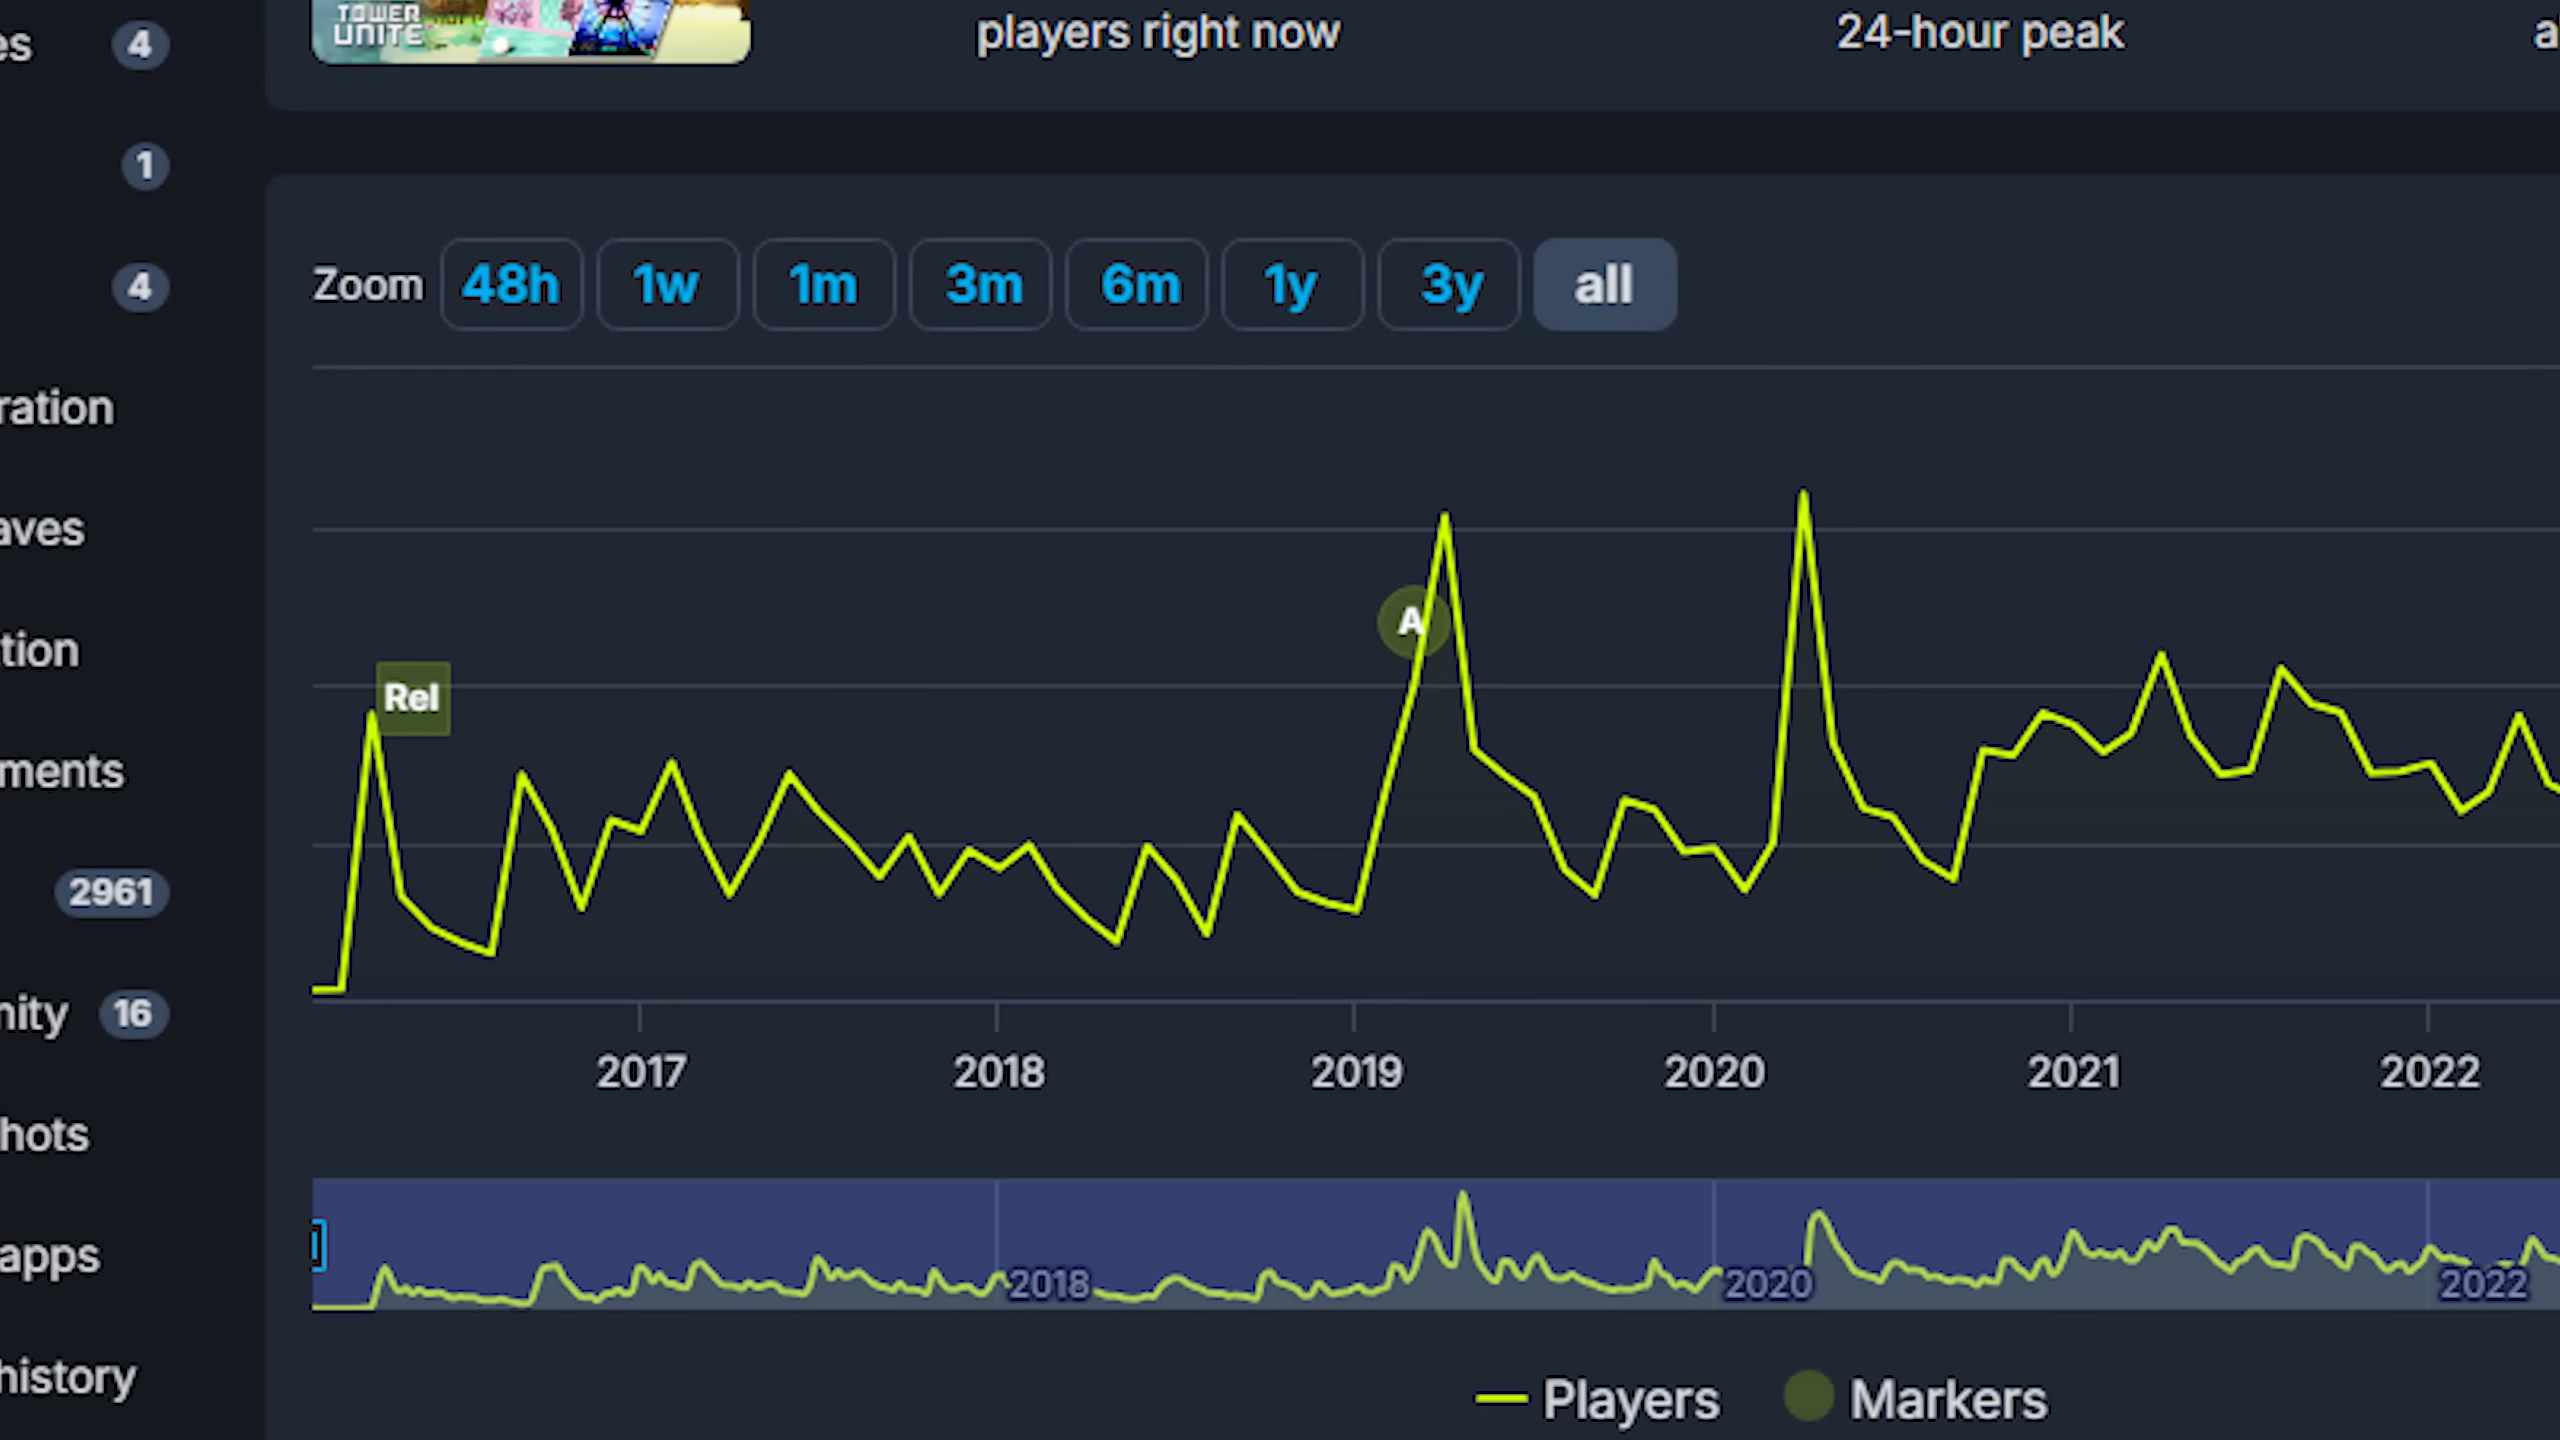 TOWER
UNITE
players right now
24-hour peak
a
es 4
1
4
ration
aves
tion
ments
2961
nity 16
hots
apps
history
Zoom 48h 1w 1m 3m 6m 1y 3y all
Rel
A
2017 2018 2019 2020 2021 2022
2018 2020 2022
Players Markers